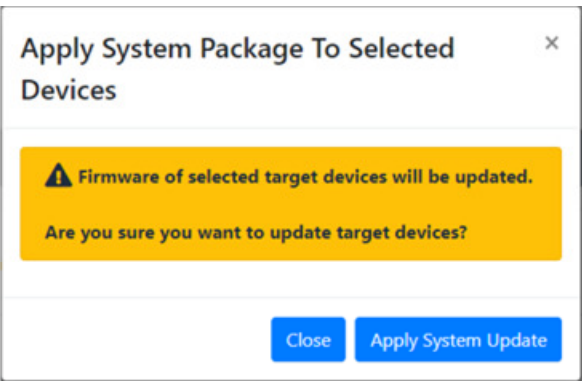 Apply System Package To Selected
Devices
×
Firmware of selected target devices will be updated.
Are you sure you want to update target devices?
Close
Apply System Update